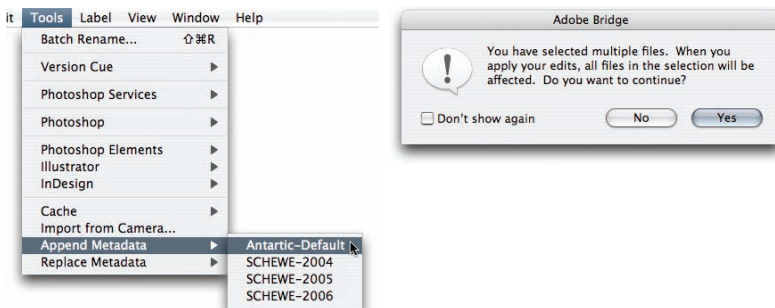 it Tools Label View Window Help
Batch Rename... ⇧⌘R
Version Cue
Photoshop Services
Photoshop
Photoshop Elements
Illustrator
InDesign
Cache
Import from Camera...
Append Metadata
Replace Metadata
Antartic-Default
SCHEWE-2004
SCHEWE-2005
SCHEWE-2006
Adobe Bridge
You have selected multiple files. When you
apply your edits, all files in the selection will be
affected. Do you want to continue?
Don't show again
No
Yes